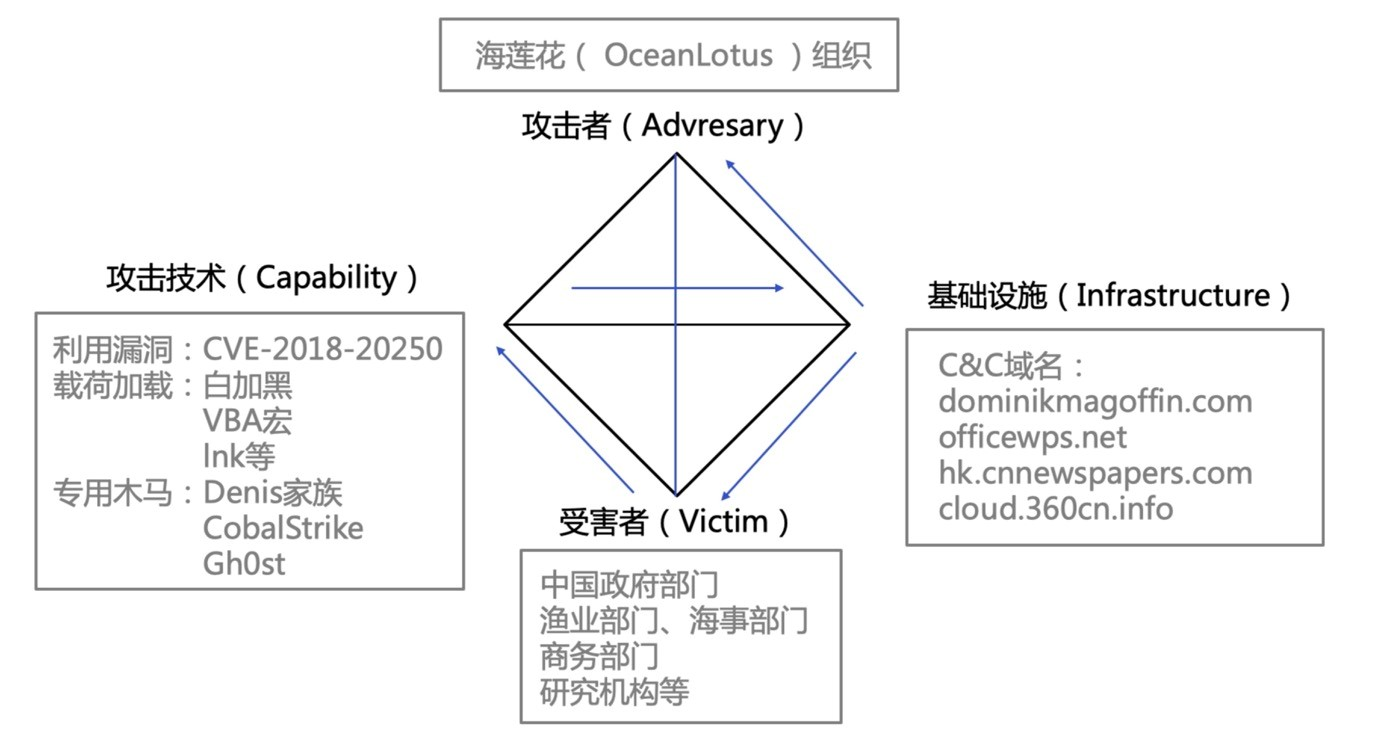 海莲花（ OceanLotus ）组织
攻击者（Advresary）
攻击技术（Capability）
利用漏洞：CVE-2018-20250
载荷加载：白加黑
VBA宏
lnk等
专用木马：Denis家族
CobalStrike
Gh0st
基础设施（Infrastructure）
C&C域名：
dominikmagoffin.com
officewps.net
hk.cnnewspapers.com
cloud.360cn.info
受害者（Victim）
中国政府部门
渔业部门、海事部门
商务部门
研究机构等